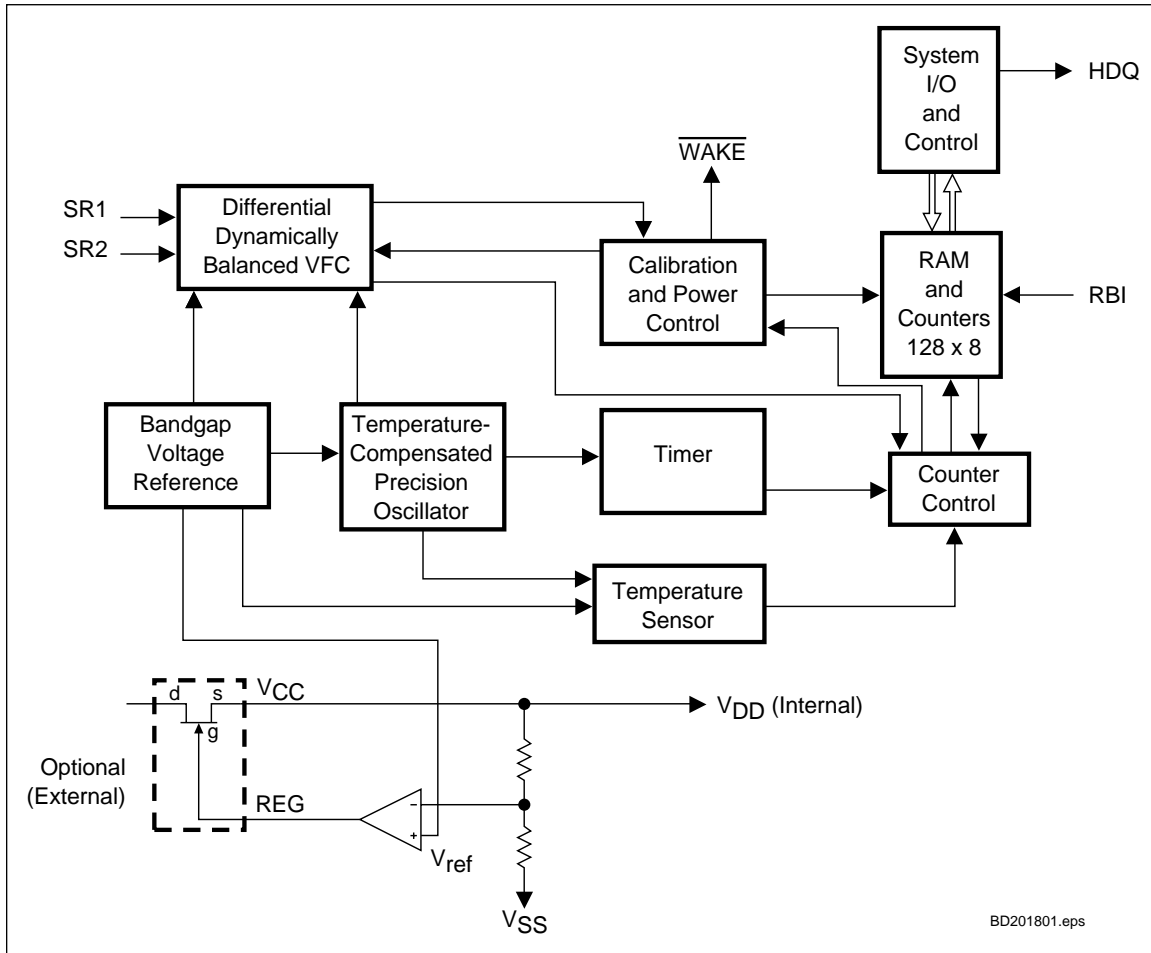 System
I/O
and
Control
HDQ
WAKE
SR1
SR2
Differential
Dynamically
Balanced VFC
Calibration
and Power
Control
RAM
and
Counters
128 x 8
RBI
Bandgap
Voltage
Reference
Temperature-
Compensated
Precision
Oscillator
Timer
Counter
Control
Temperature
Sensor
d
s
g
VCC
VDD (Internal)
Optional
(External)
REG
–
+
Vref
VSS
BD201801.eps